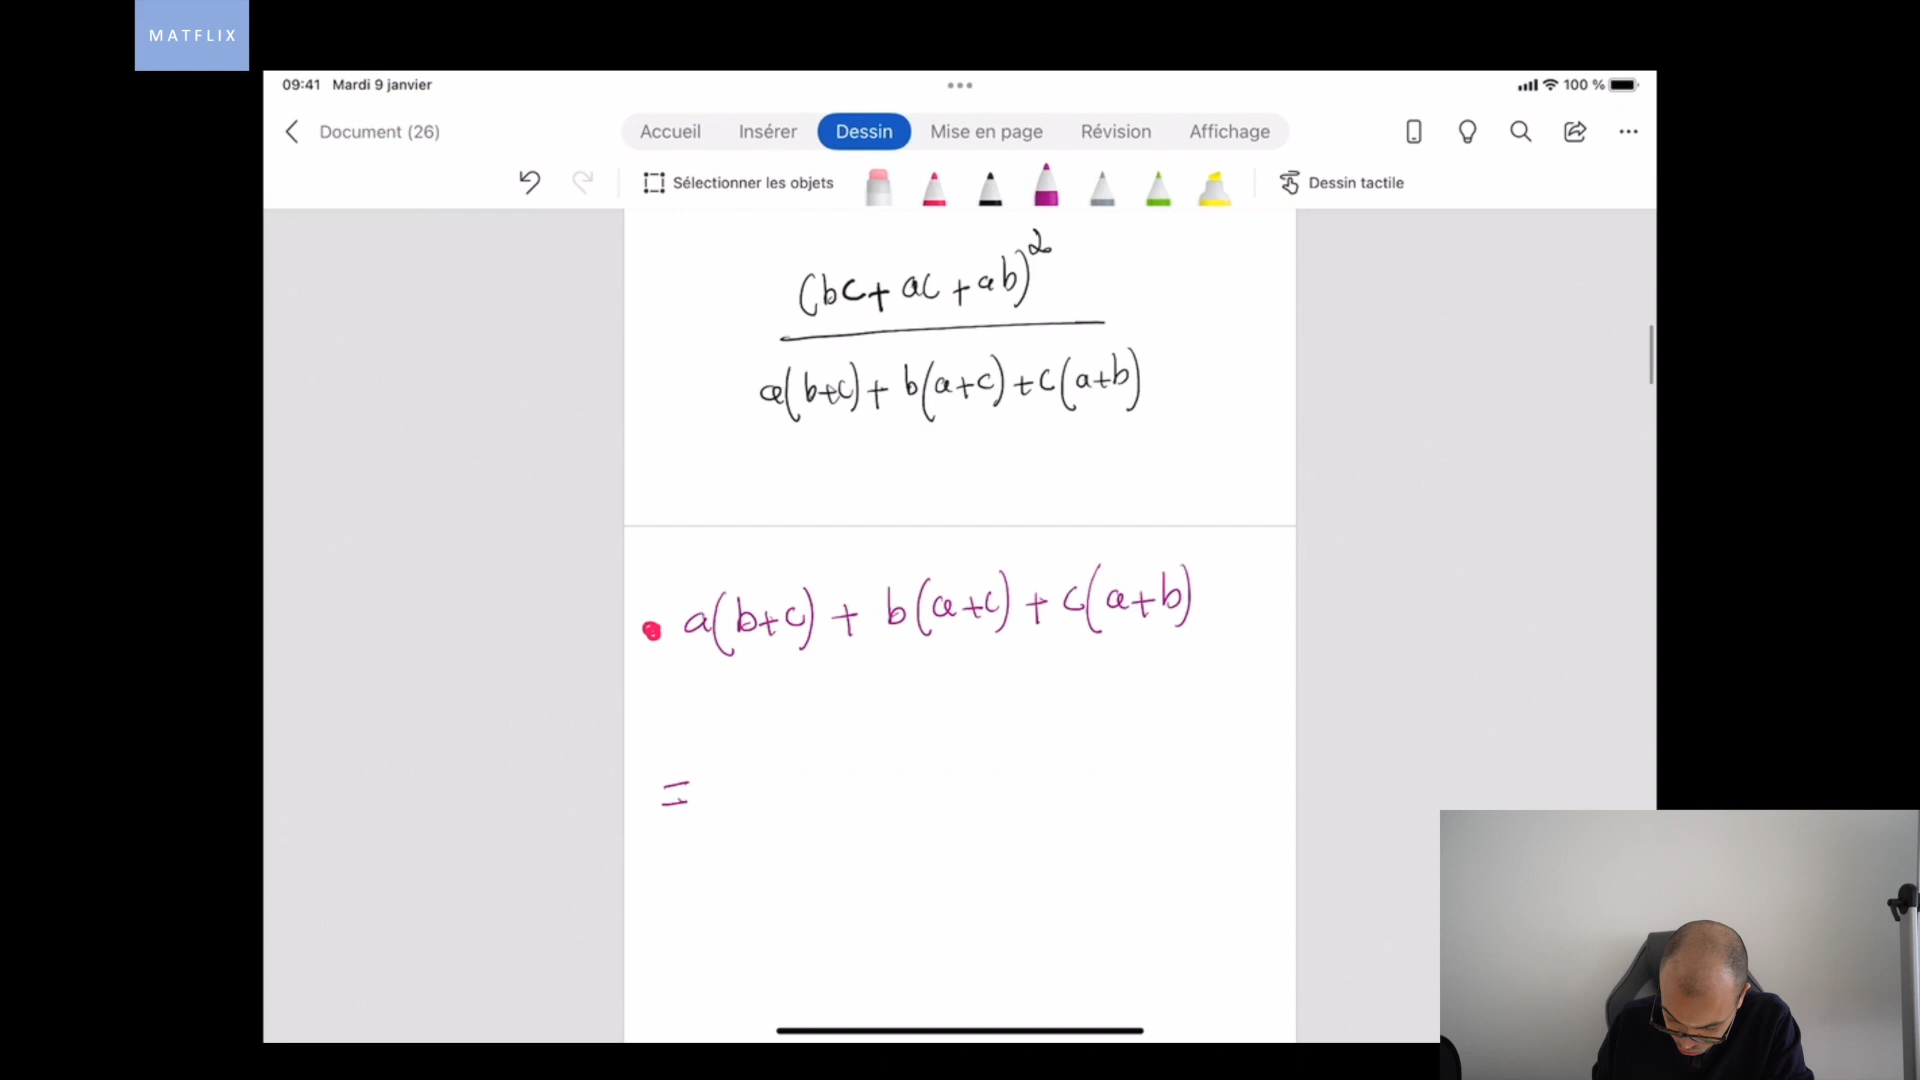 MATFLIX
09:41 Mardi 9 janvier
100 %
Document (26)
Accueil Insérer Dessin Mise en page Révision Affichage
Sélectionner les objets
Dessin tactile
(bc+ac+ab)²
a(b+c)+b(a+c)+c(a+b)
• a(b+c)+b(a+c)+c(a+b)
=